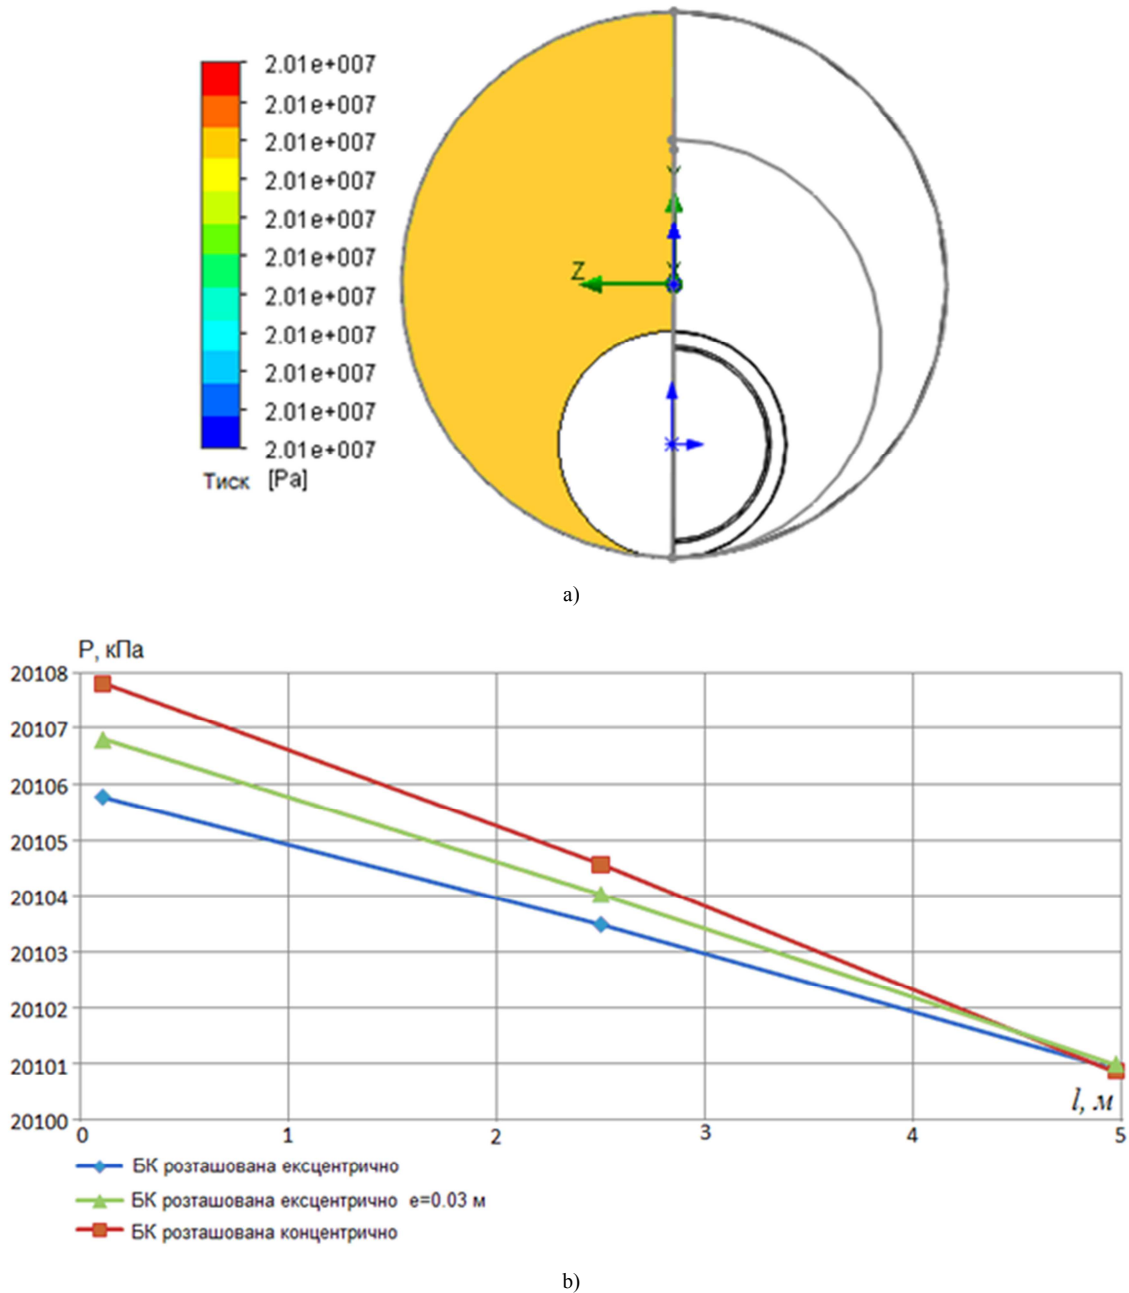 2.01e+007
2.01e+007
2.01e+007
2.01e+007
2.01e+007
2.01e+007
2.01e+007
2.01e+007
2.01e+007
2.01e+007
2.01e+007
Тиск [Pa]
Y
Z
Y
a)
P, кПа
20108
20107
20106
20105
20104
20103
20102
20101
20100
0 1 2 3 4 5
l, м
БК розташована ексцентрично
БК розташована ексцентрично e=0.03 м
БК розташована концентрично
b)